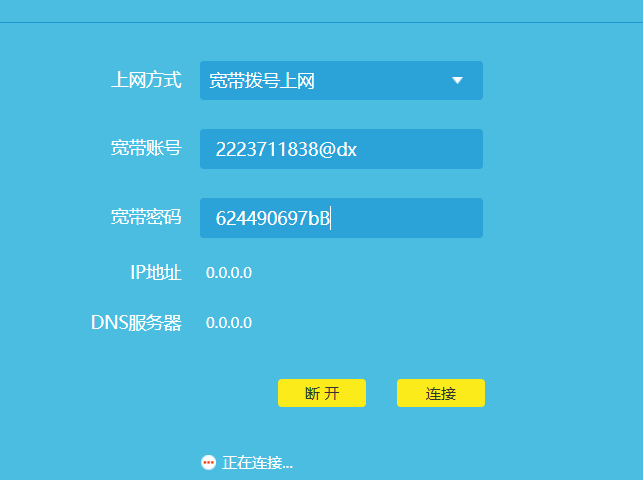 上网方式 宽带拨号上网
宽带账号 2223711838@dx
宽带密码 624490697bB
IP地址 0.0.0.0
DNS服务器 0.0.0.0
断 开 连接
正在连接...